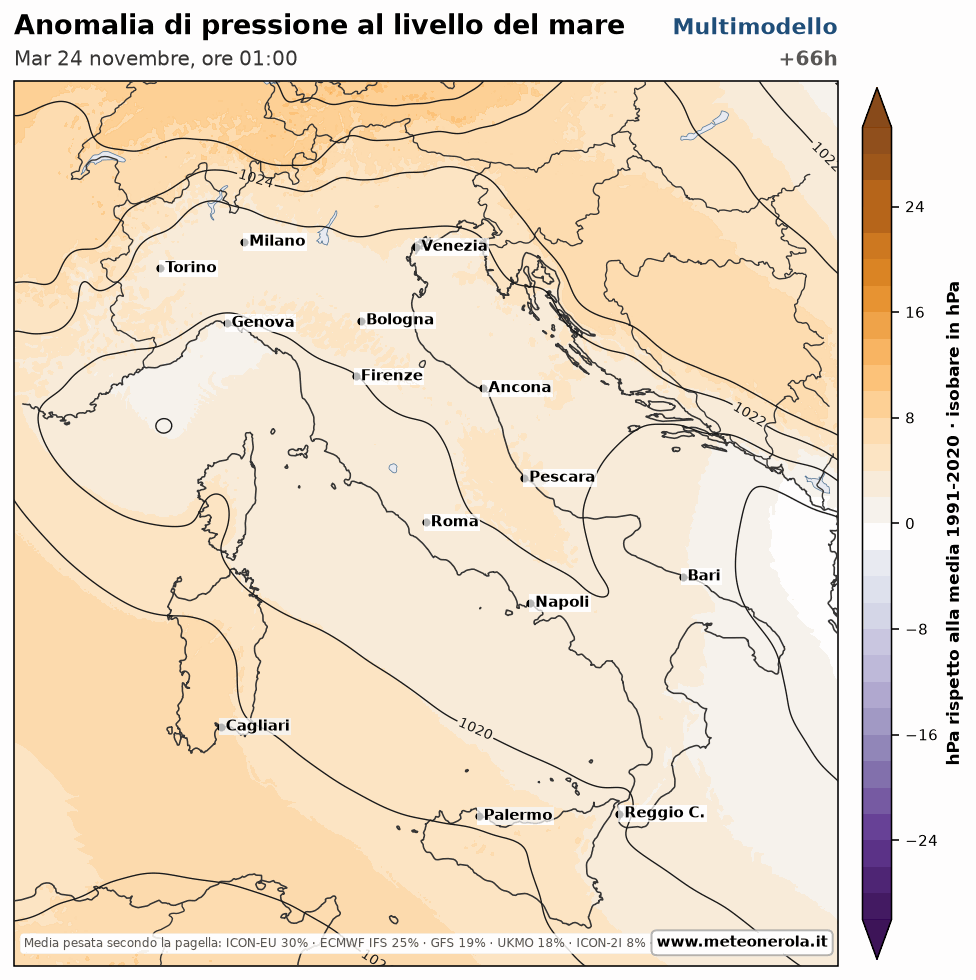 Anomalia di pressione al livello del mare
Multimodello
Mar 24 novembre, ore 01:00
+66h
1022
1024
Milano
Venezia
Torino
Genova
Bologna
Firenze
Ancona
1022
Pescara
Roma
Bari
Napoli
1020
Cagliari
Palermo
Reggio C.
24
16
8
0
−8
−16
−24
hPa rispetto alla media 1991-2020 · isobare in hPa
Media pesata secondo la pagella: ICON-EU 30% · ECMWF IFS 25% · GFS 19% · UKMO 18% · ICON-2I 8%
www.meteonerola.it